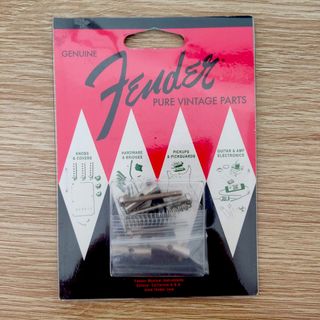 GENUINE
Fender
PURE VINTAGE PARTS
KNOBS
& COVERS
HARDWARE
& BRIDGES
PICKUPS
& PICKGUARDS
GUITAR & AMP
ELECTRONICS